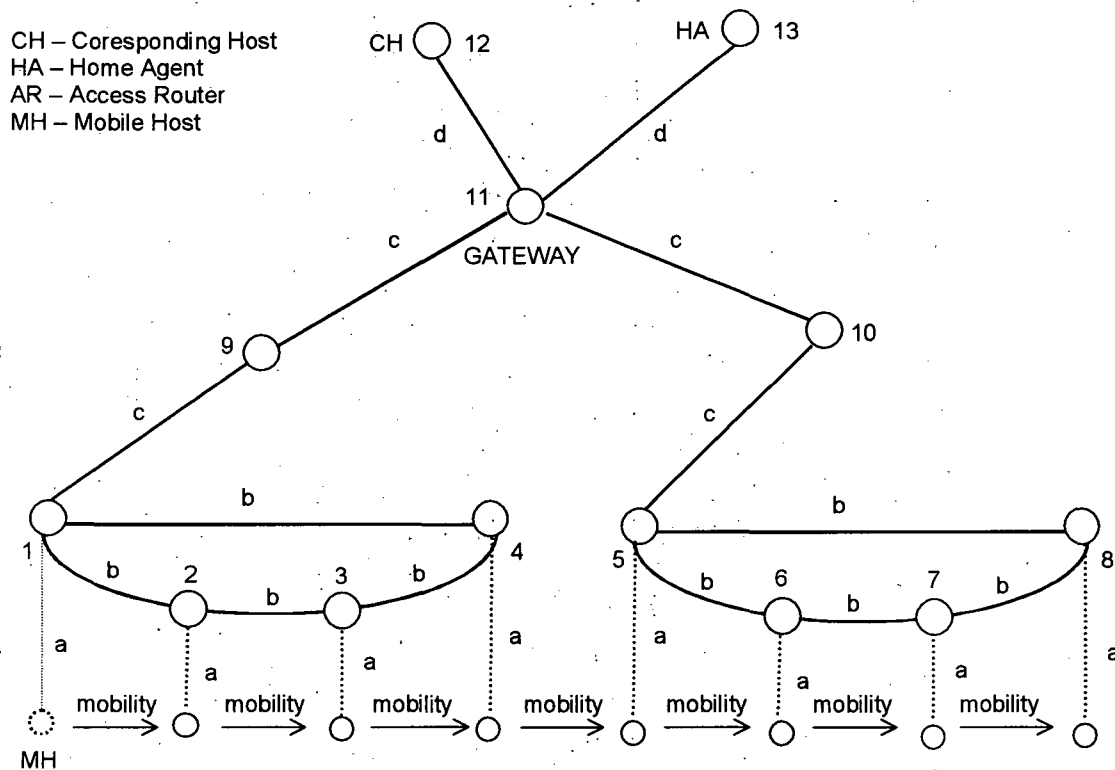 CH – Coresponding Host
HA – Home Agent
AR – Access Router
MH – Mobile Host
CH 12
HA 13
d
d
11
GATEWAY
c
c
9
10
c
c
b
b
1
4
5
8
b
2
b
3
b
b
6
b
7
b
a
a
a
a
a
a
a
a
mobility
mobility
mobility
mobility
mobility
mobility
mobility
MH